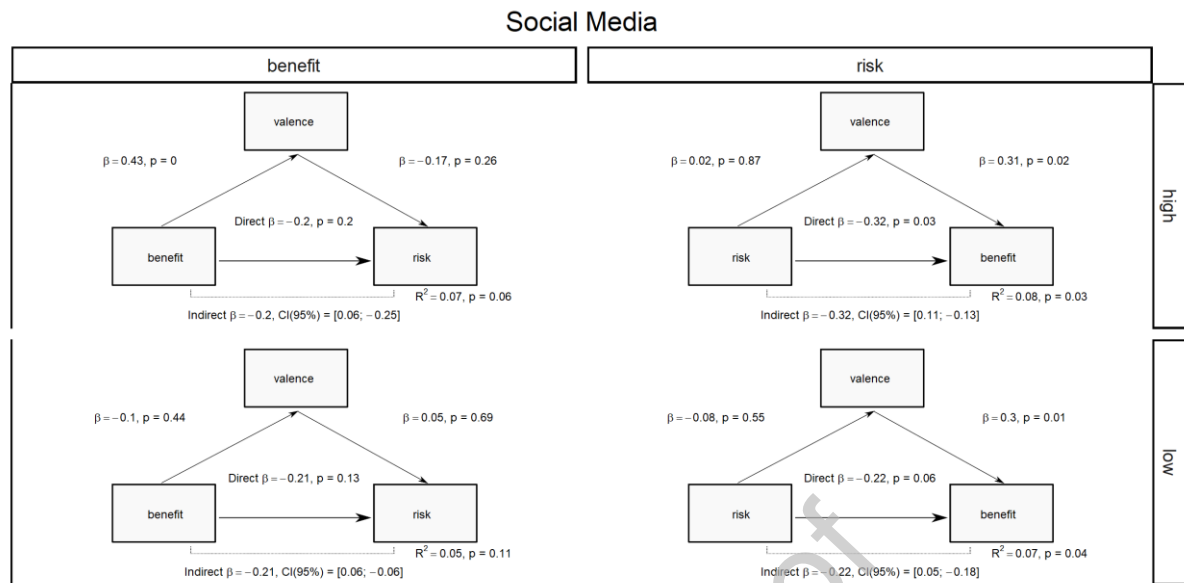 Social Media
benefit
risk
high
valence
β = 0.43, p = 0
β = −0.17, p = 0.26
Direct β = −0.2, p = 0.2
benefit
risk
R² = 0.07, p = 0.06
Indirect β = −0.2, CI(95%) = [0.06; −0.25]
valence
β = 0.02, p = 0.87
β = 0.31, p = 0.02
Direct β = −0.32, p = 0.03
risk
benefit
R² = 0.08, p = 0.03
Indirect β = −0.32, CI(95%) = [0.11; −0.13]
low
valence
β = −0.1, p = 0.44
β = 0.05, p = 0.69
Direct β = −0.21, p = 0.13
benefit
risk
R² = 0.05, p = 0.11
Indirect β = −0.21, CI(95%) = [0.06; −0.06]
valence
β = −0.08, p = 0.55
β = 0.3, p = 0.01
Direct β = −0.22, p = 0.06
risk
benefit
R² = 0.07, p = 0.04
Indirect β = −0.22, CI(95%) = [0.05; −0.18]
of